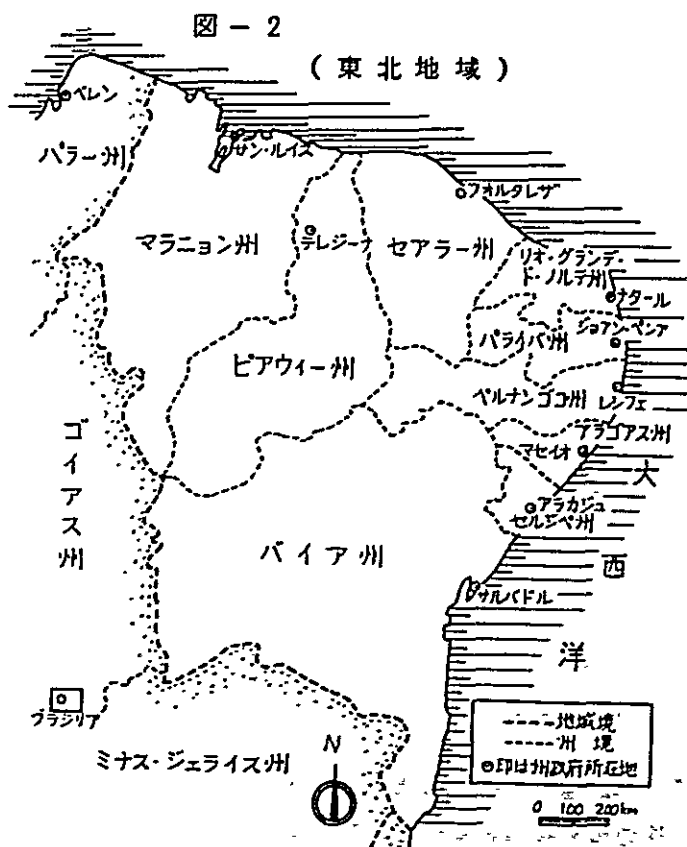 図－2
(東北地域)
ベレン
パラー州
サン・ルイズ
フォルタレザ
マラニョン州
テレジーナ
セアラー州
リオ・グランデ・
ド・ノルテ州
ナタール
ジョアン・ペソア
パライバ州
ピアウィー州
ペルナンブコ州
レシフェ
アラゴアス州
マセイオ
ゴイアス州
アラカジュ
セルジペ州
大西洋
バイア州
サルバドル
ブラジリア
ミナス・ジェライス州
N
地域境
州境
印は州政府所在地
0 100 200km